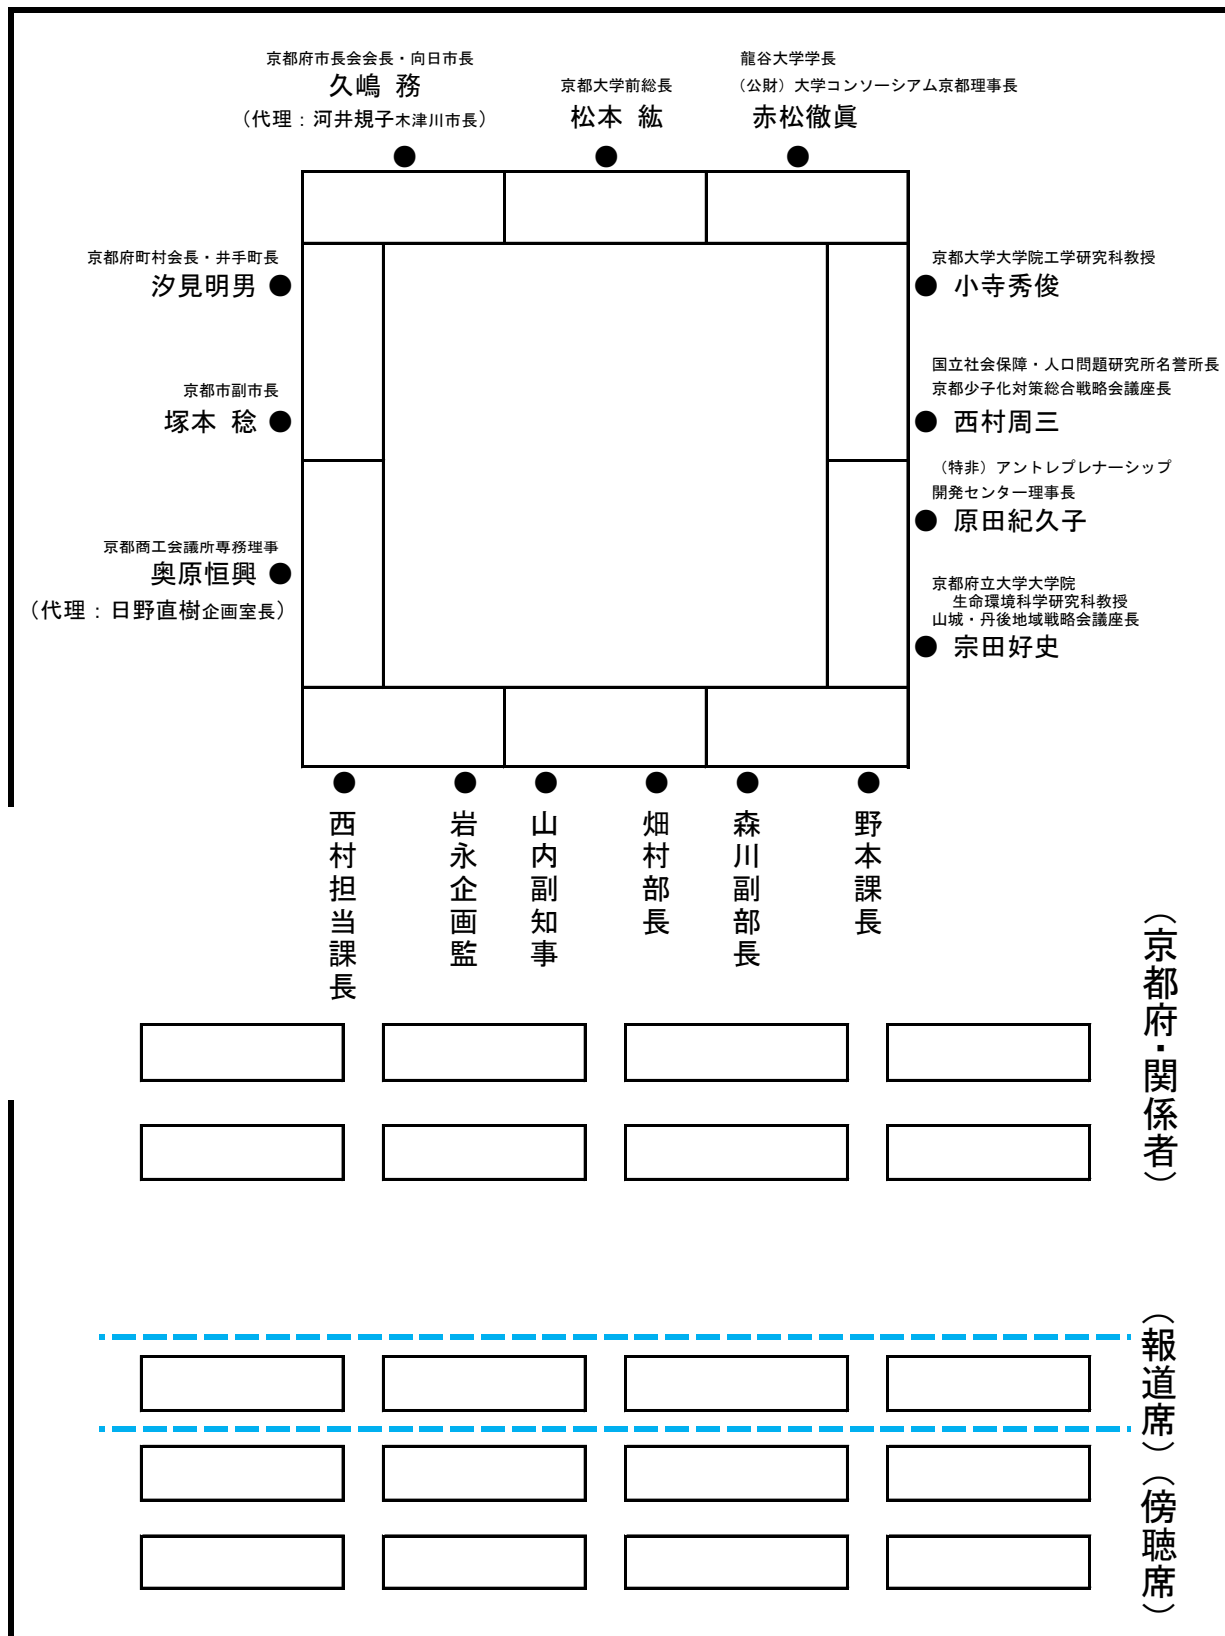 京都府市長会会長・向日市長
久嶋 務
（代理：河井規子木津川市長）
京都大学前総長
松本 紘
龍谷大学学長
（公財）大学コンソーシアム京都理事長
赤松徹眞
京都府町村会長・井手町長
汐見明男
京都市副市長
塚本 稔
京都商工会議所専務理事
奥原恒興
（代理：日野直樹企画室長）
京都大学大学院工学研究科教授
小寺秀俊
国立社会保障・人口問題研究所名誉所長
京都少子化対策総合戦略会議座長
西村周三
（特非）アントレプレナーシップ
開発センター理事長
原田紀久子
京都府立大学大学院
生命環境科学研究科教授
山城・丹後地域戦略会議座長
宗田好史
西村担当課長
岩永企画監
山内副知事
畑村部長
森川副部長
野本課長
（京都府・関係者）
（報道席）
（傍聴席）